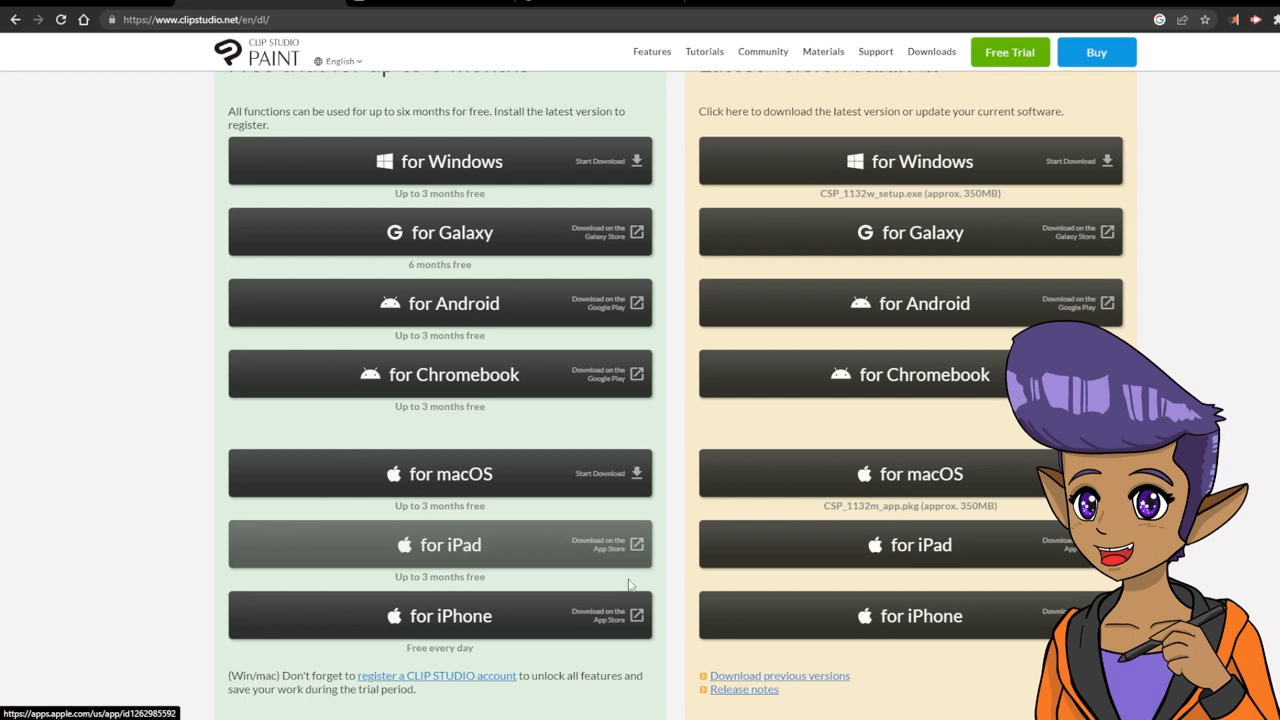 https://www.clipstudio.net/en/dl/
CLIP STUDIO
PAINT
English
Features
Tutorials
Community
Materials
Support
Downloads
Free Trial
Buy
All functions can be used for up to six months for free. Install the latest version to
register.
for Windows
Start Download
Up to 3 months free
for Galaxy
Download on the
Galaxy Store
6 months free
for Android
Download on the
Google Play
Up to 3 months free
for Chromebook
Download on the
Google Play
Up to 3 months free
for macOS
Start Download
Up to 3 months free
for iPad
Download on the
App Store
Up to 3 months free
for iPhone
Download on the
App Store
Free every day
(Win/mac) Don't forget to register a CLIP STUDIO account to unlock all features and
save your work during the trial period.
Click here to download the latest version or update your current software.
for Windows
Start Download
CSP_1132w_setup.exe (approx. 350MB)
for Galaxy
Download on the
Galaxy Store
for Android
Download on the
Google Play
for Chromebook
for macOS
CSP_1132m_app.pkg (approx. 350MB)
for iPad
for iPhone
Download previous versions
Release notes
https://apps.apple.com/us/app/id1262985592